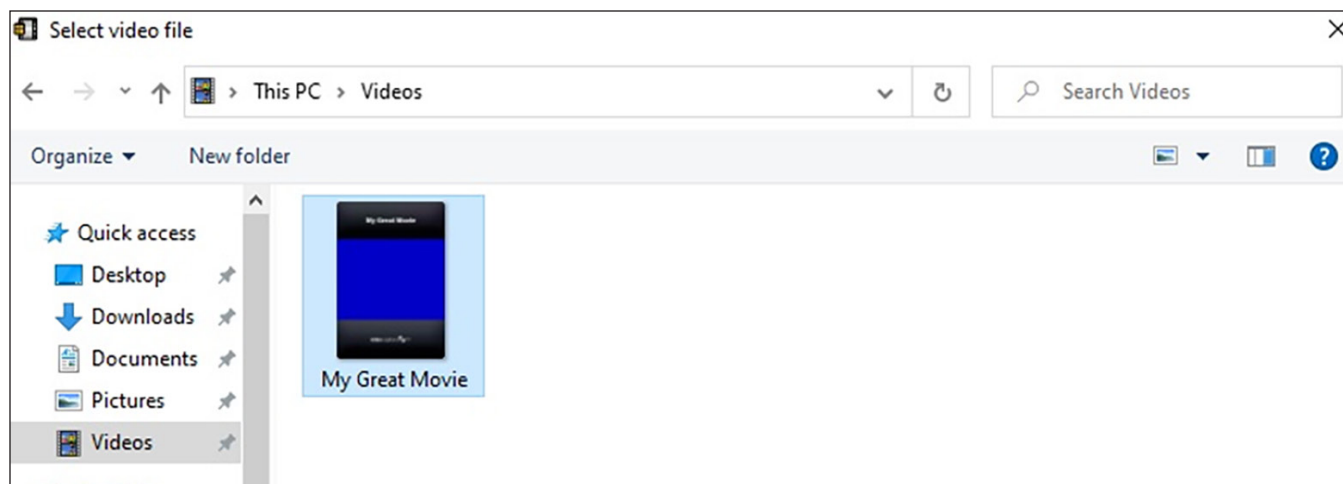 Select video file
This PC > Videos
Search Videos
Organize
New folder
Quick access
Desktop
Downloads
Documents
Pictures
Videos
My Great Movie
My Great Movie